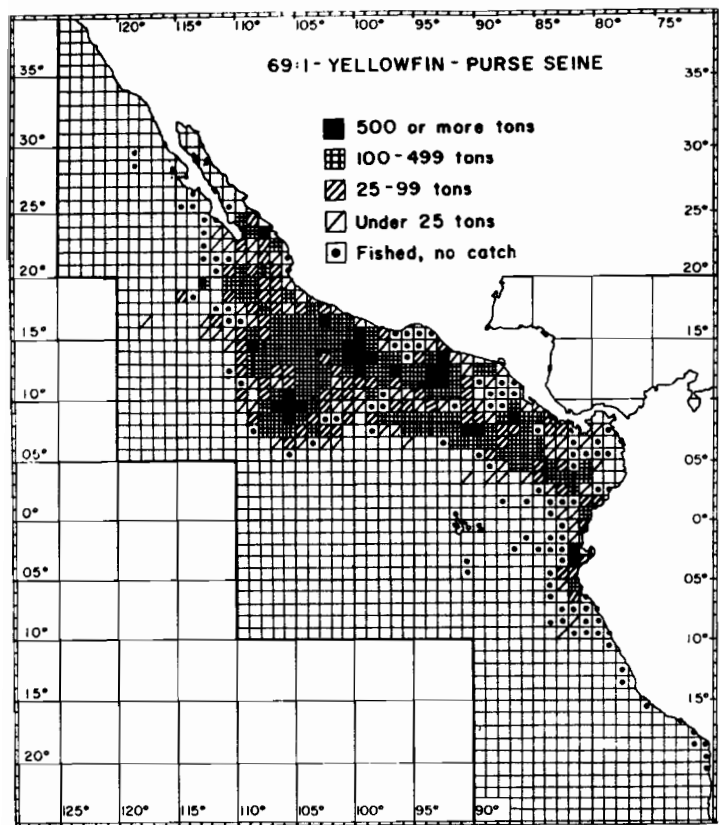 120° 115° 110° 105° 100° 95° 90° 85° 80° 75°
69:1 - YELLOWFIN - PURSE SEINE
35° 35°
500 or more tons
30° 100-499 tons 30°
25-99 tons
25° Under 25 tons 25°
Fished, no catch
20° 20°
15° 15°
10°
05° 05°
0° 0°
05° 05°
10° 10°
15° 15°
20°
125° 120° 115° 110° 105° 100° 95° 90°